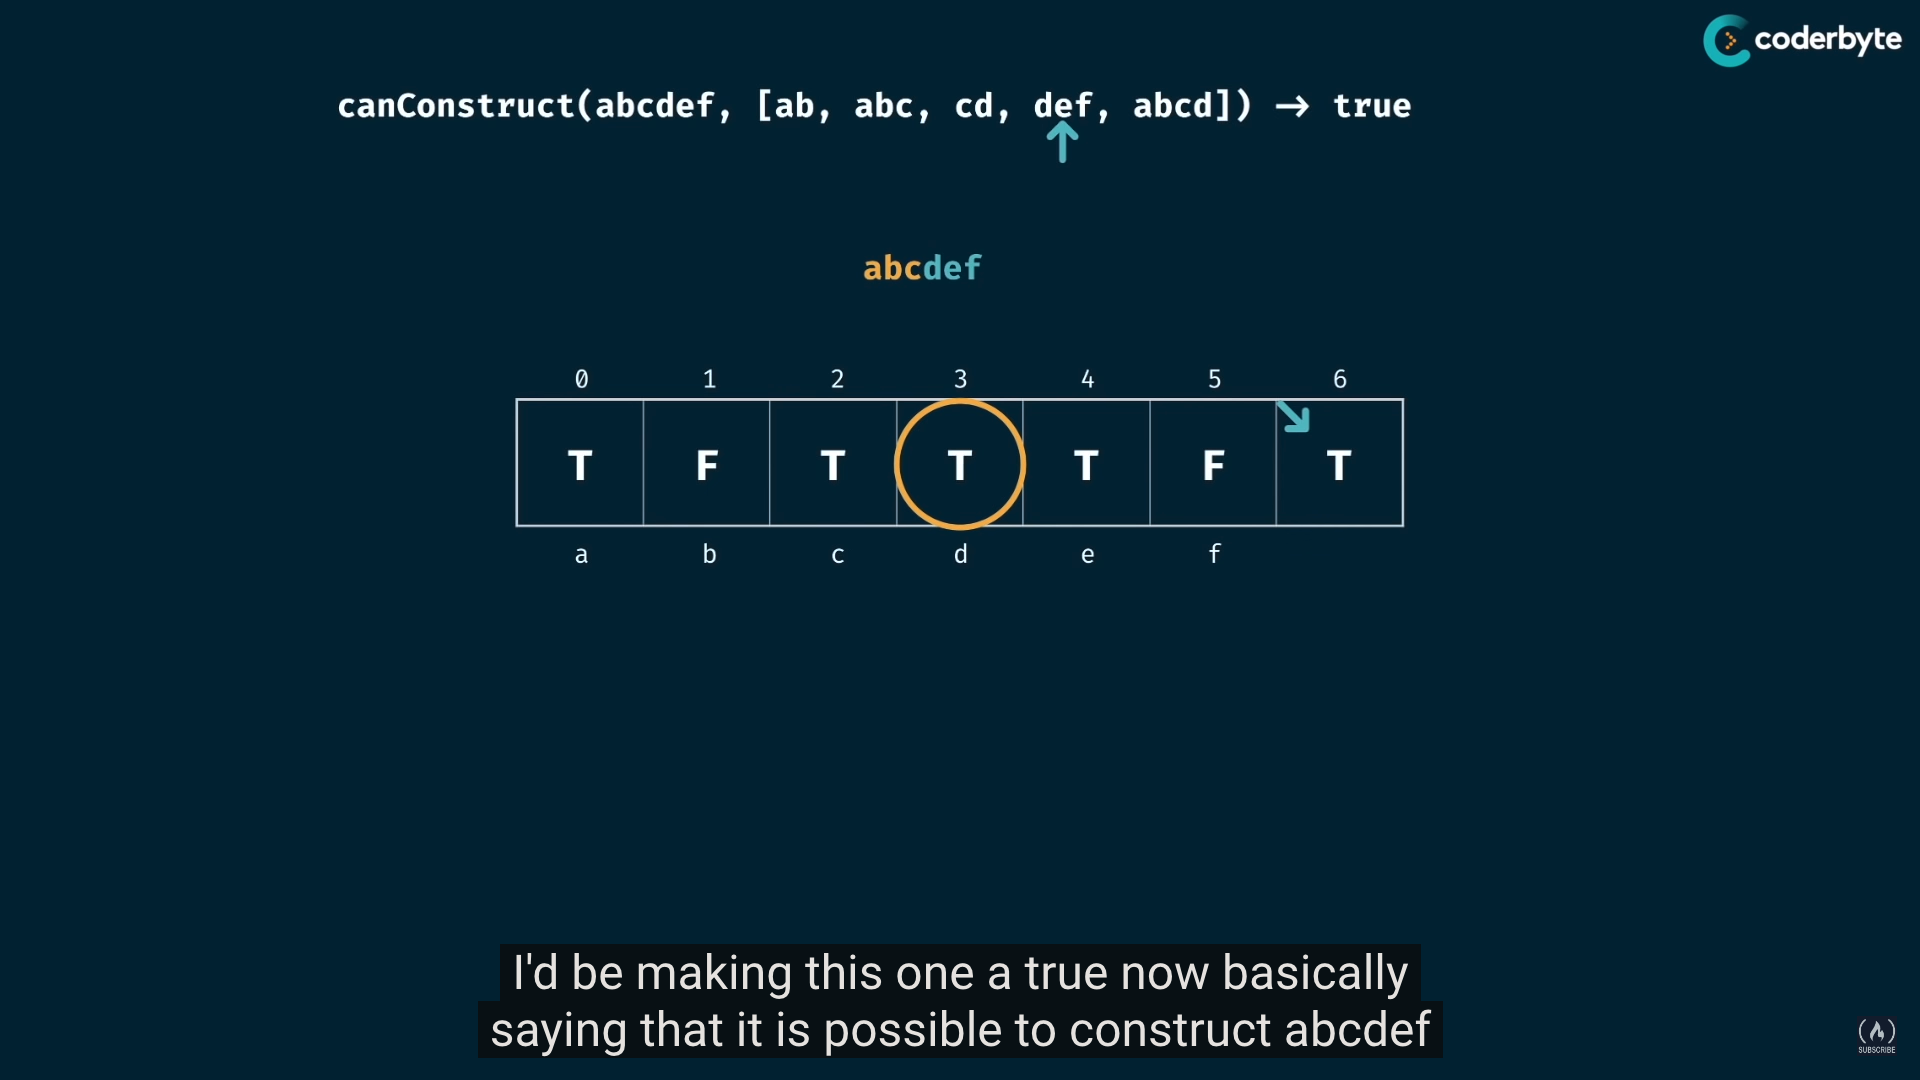 coderbyte
canConstruct(abcdef, [ab, abc, cd, def, abcd]) → true
abcdef
0 1 2 3 4 5 6
T F T T T F T
a b c d e f
I'd be making this one a true now basically
saying that it is possible to construct abcdef
SUBSCRIBE